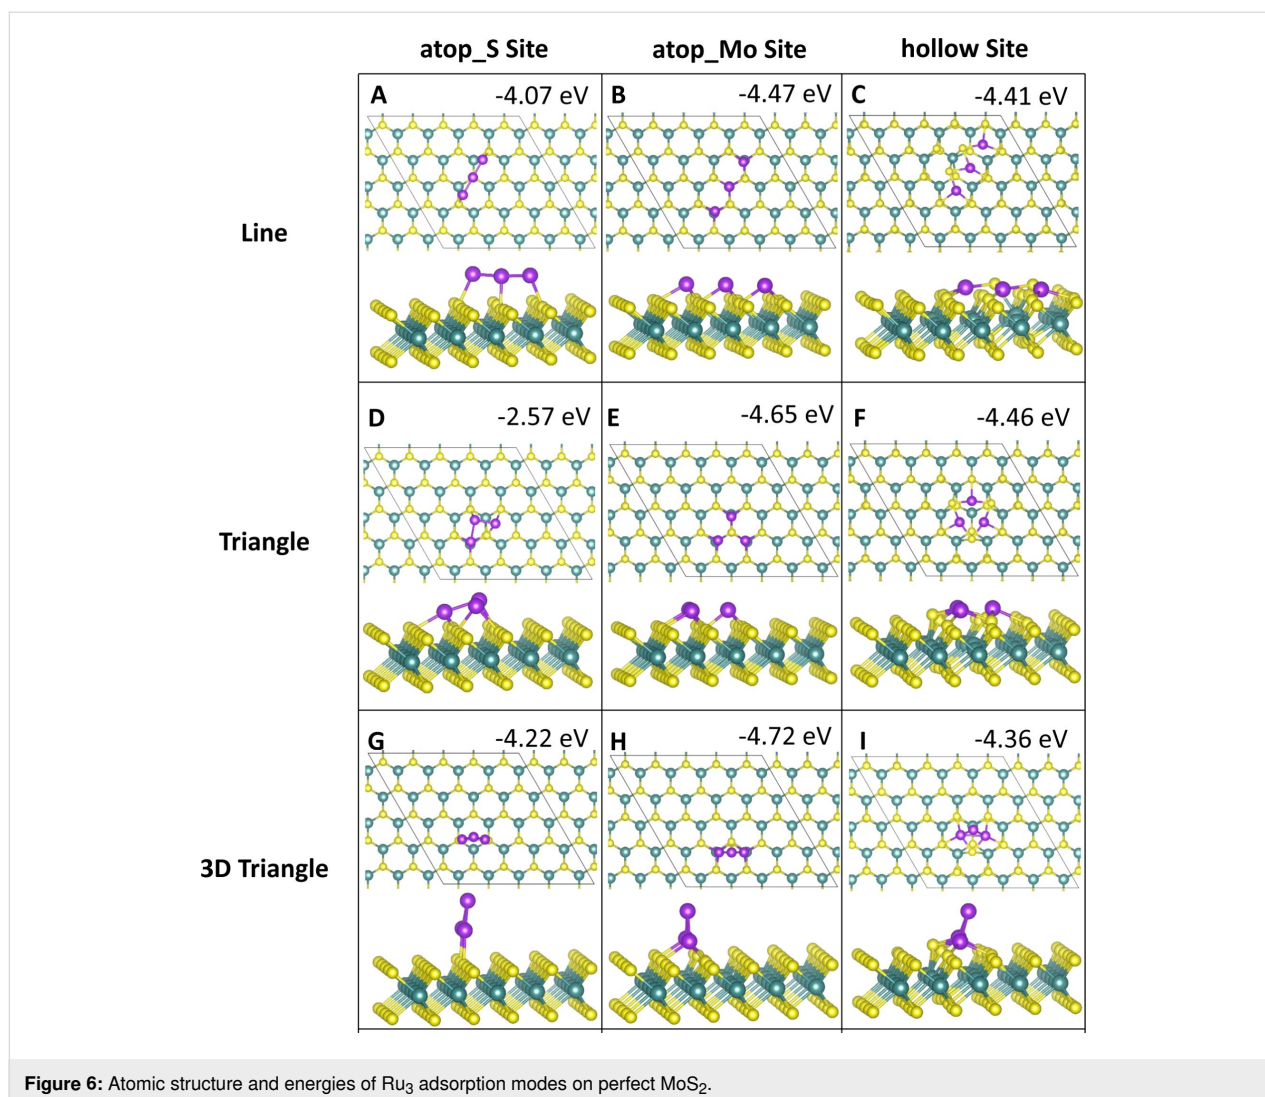 atop_S Site atop_Mo Site hollow Site
A -4.07 eV B -4.47 eV C -4.41 eV
Line
D -2.57 eV E -4.65 eV F -4.46 eV
Triangle
G -4.22 eV H -4.72 eV I -4.36 eV
3D Triangle
Figure 6: Atomic structure and energies of Ru3 adsorption modes on perfect MoS2.